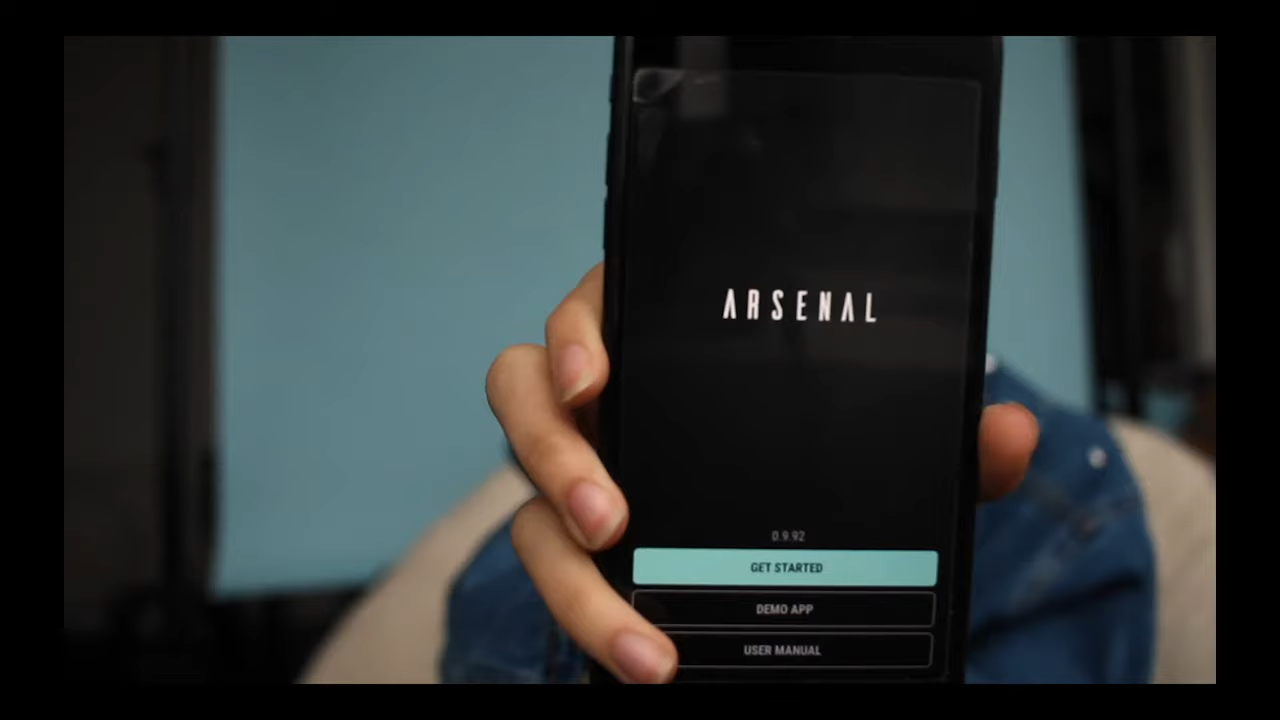 ARSENAL
0.9.92
GET STARTED
DEMO APP
USER MANUAL